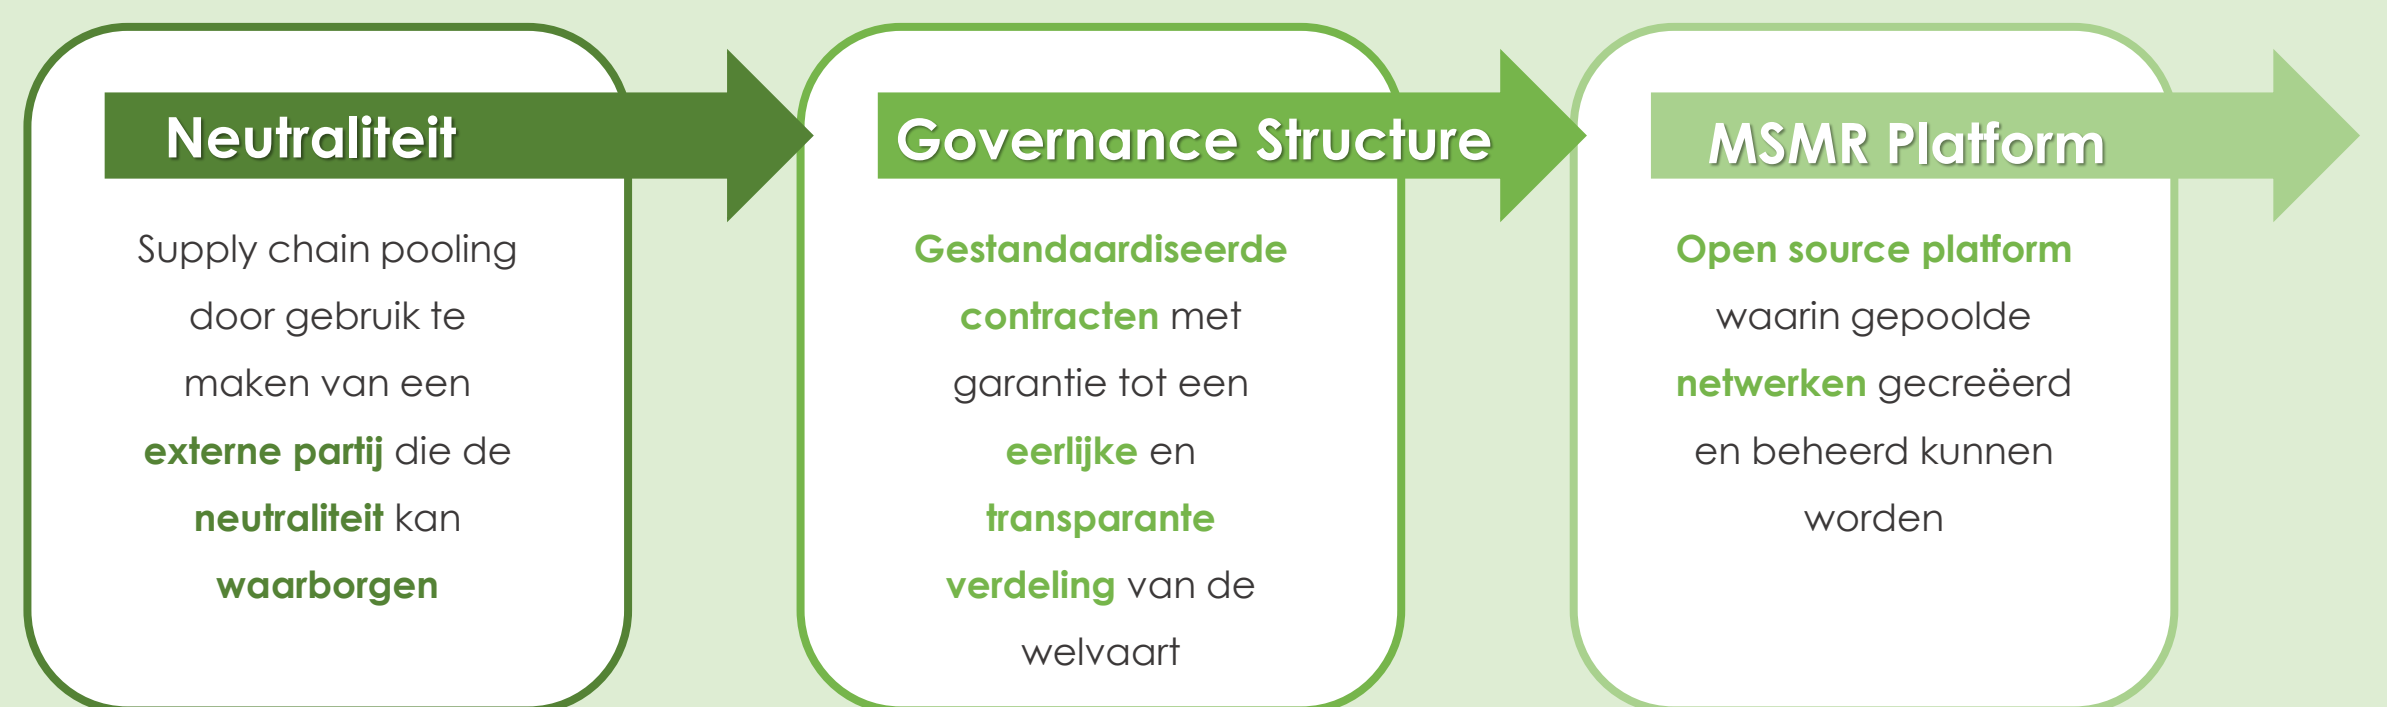 Neutraliteit
Supply chain pooling
door gebruik te
maken van een
externe partij die de
neutraliteit kan
waarborgen
Governance Structure
Gestandaardiseerde
contracten met
garantie tot een
eerlijke en
transparante
verdeling van de
welvaart
MSMR Platform
Open source platform
waarin gepoolde
netwerken gecreëerd
en beheerd kunnen
worden